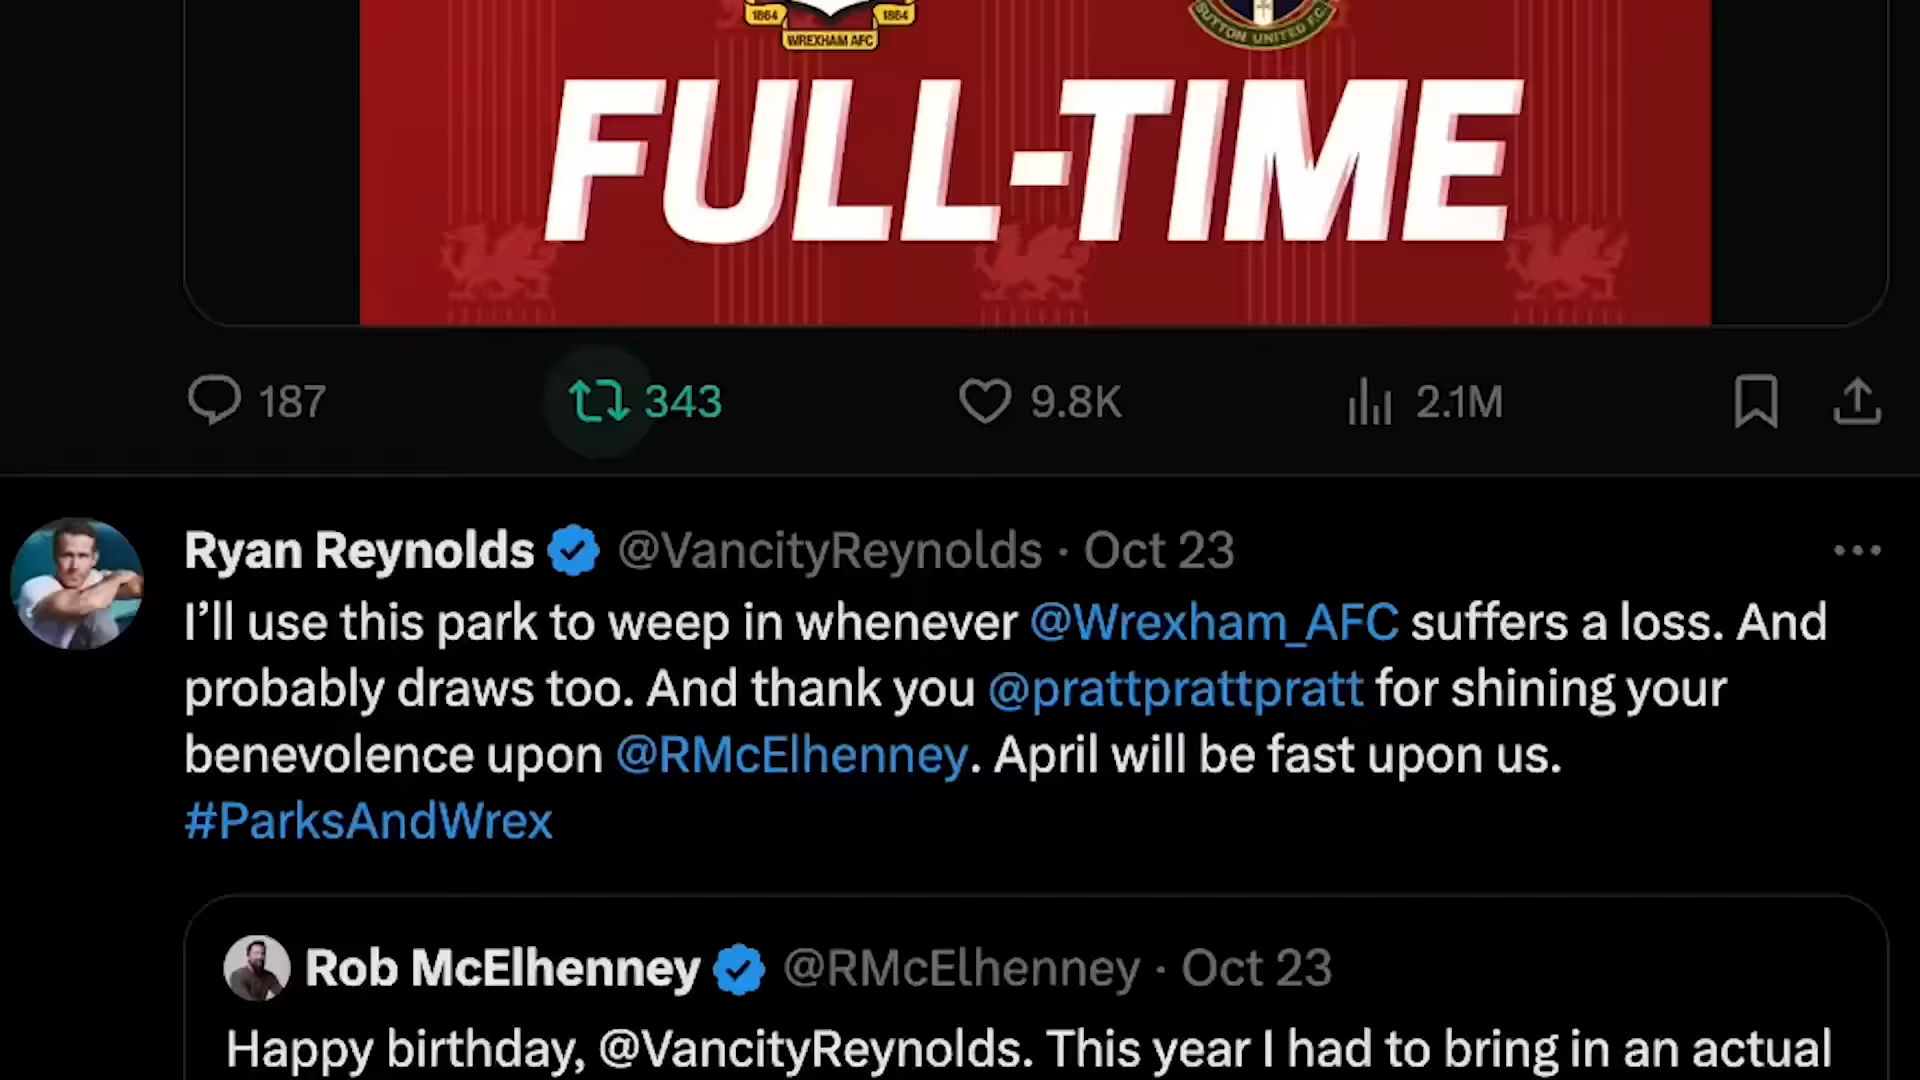 1864 1864
WREXHAM AFC
SUTTON UNITED F.C.
FULL-TIME
187 343 9.8K 2.1M
Ryan Reynolds @VancityReynolds · Oct 23
I’ll use this park to weep in whenever @Wrexham_AFC suffers a loss. And
probably draws too. And thank you @prattprattpratt for shining your
benevolence upon @RMcElhenney. April will be fast upon us.
#ParksAndWrex
Rob McElhenney @RMcElhenney · Oct 23
Happy birthday, @VancityReynolds. This year I had to bring in an actual